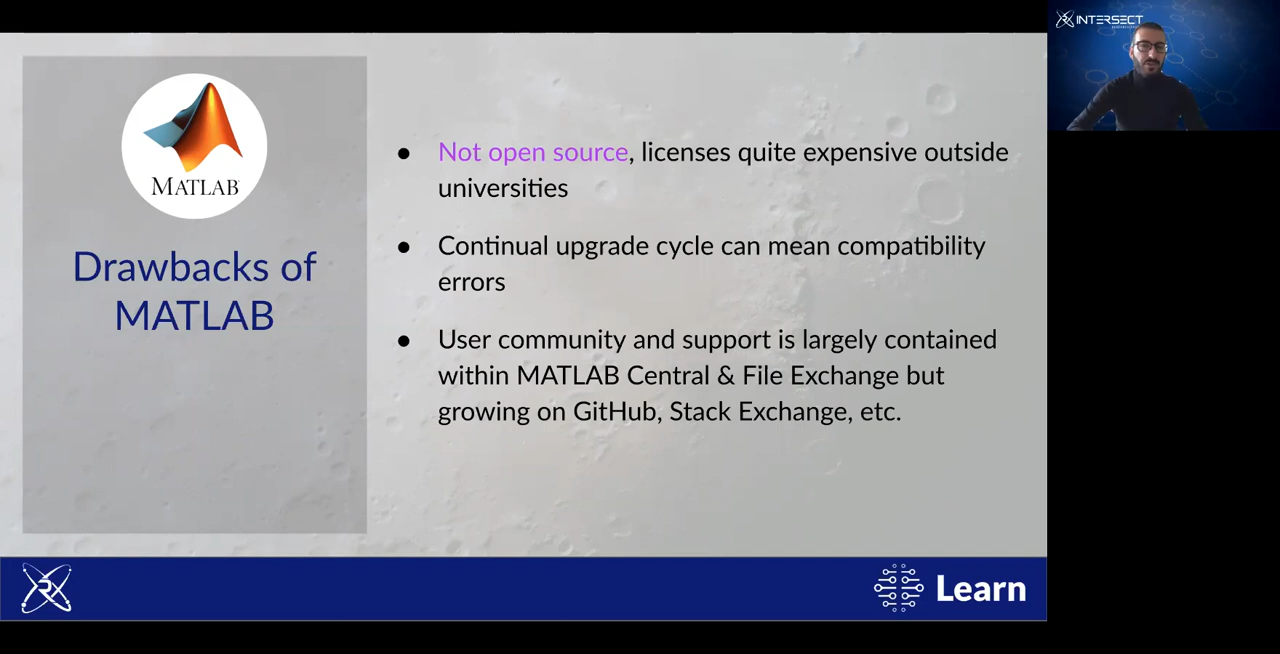 INTERSECT
MATLAB
Drawbacks of
MATLAB
● Not open source, licenses quite expensive outside
universities
● Continual upgrade cycle can mean compatibility
errors
● User community and support is largely contained
within MATLAB Central & File Exchange but
growing on GitHub, Stack Exchange, etc.
Learn